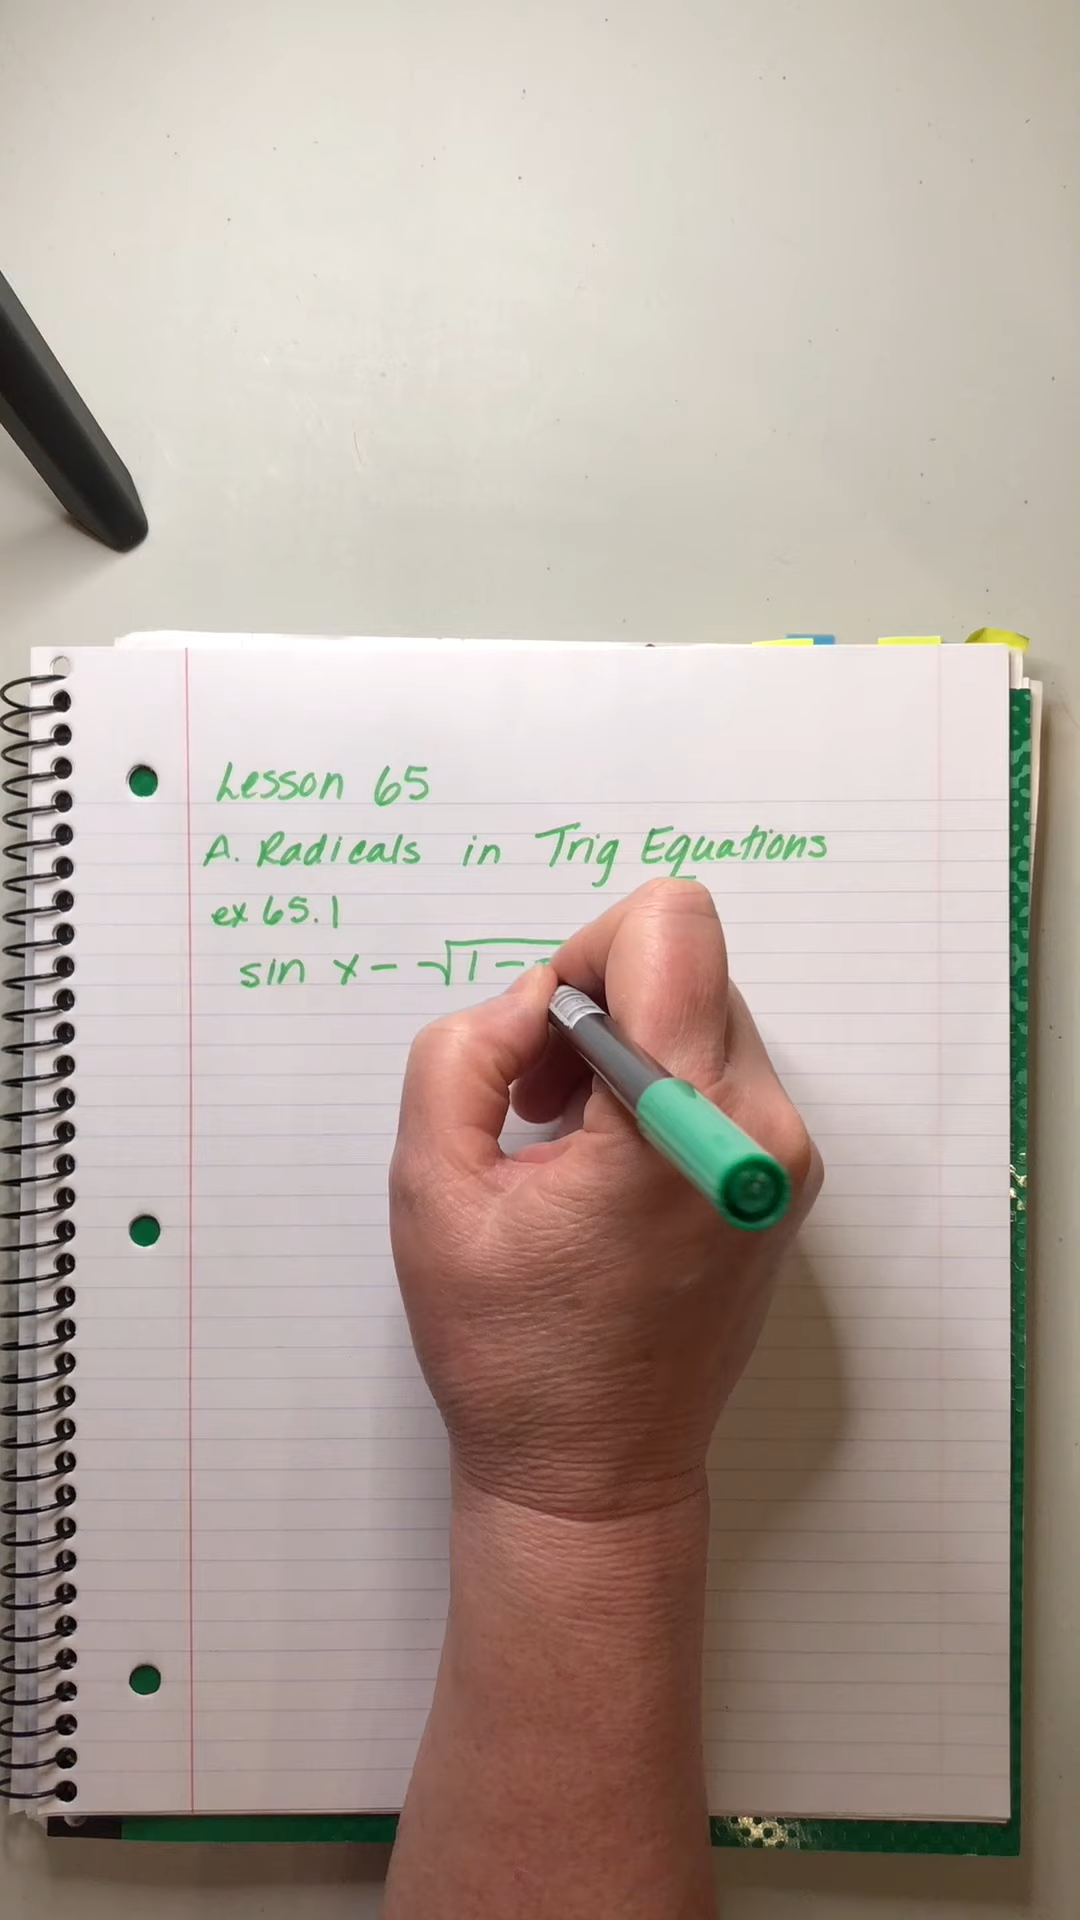 Lesson 65
A. Radicals in Trig Equations
ex 65.1
sin x - √1 -